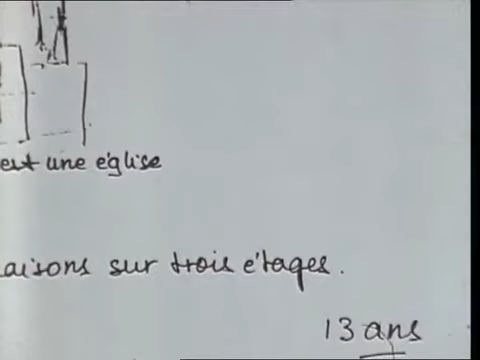 est une église
aisons sur trois étages.
13 ans